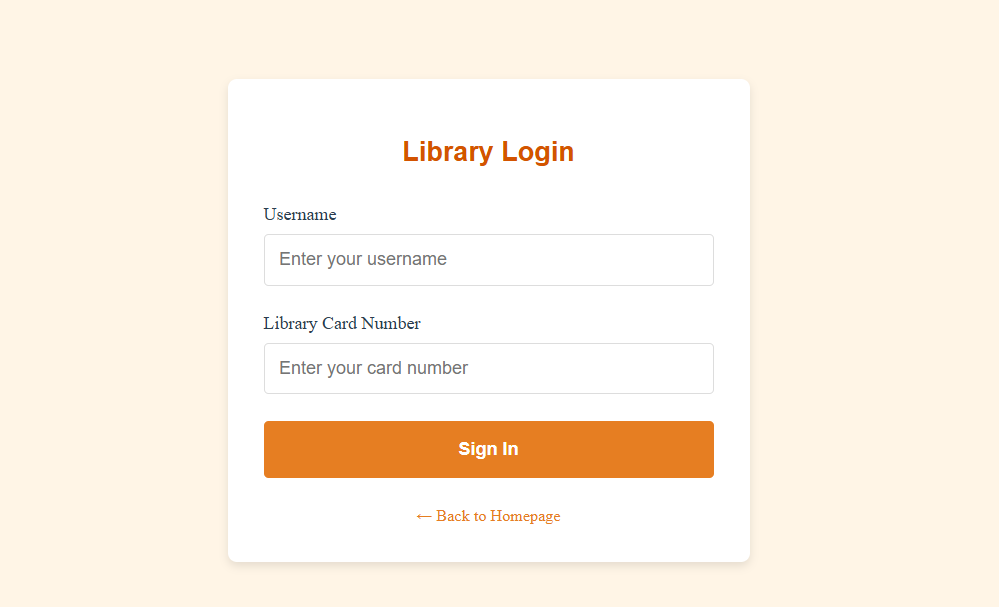 Library Login
Username
Enter your username
Library Card Number
Enter your card number
Sign In
← Back to Homepage